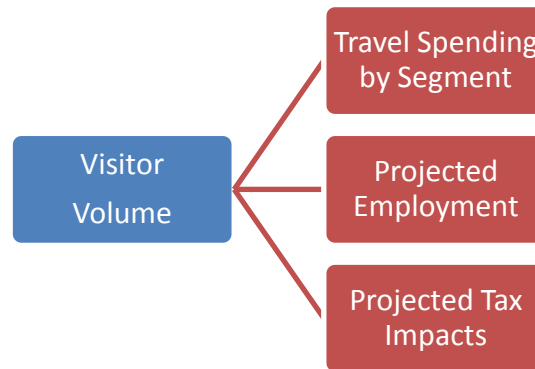 Travel Spending
by Segment
Visitor
Volume
Projected
Employment
Projected Tax
Impacts